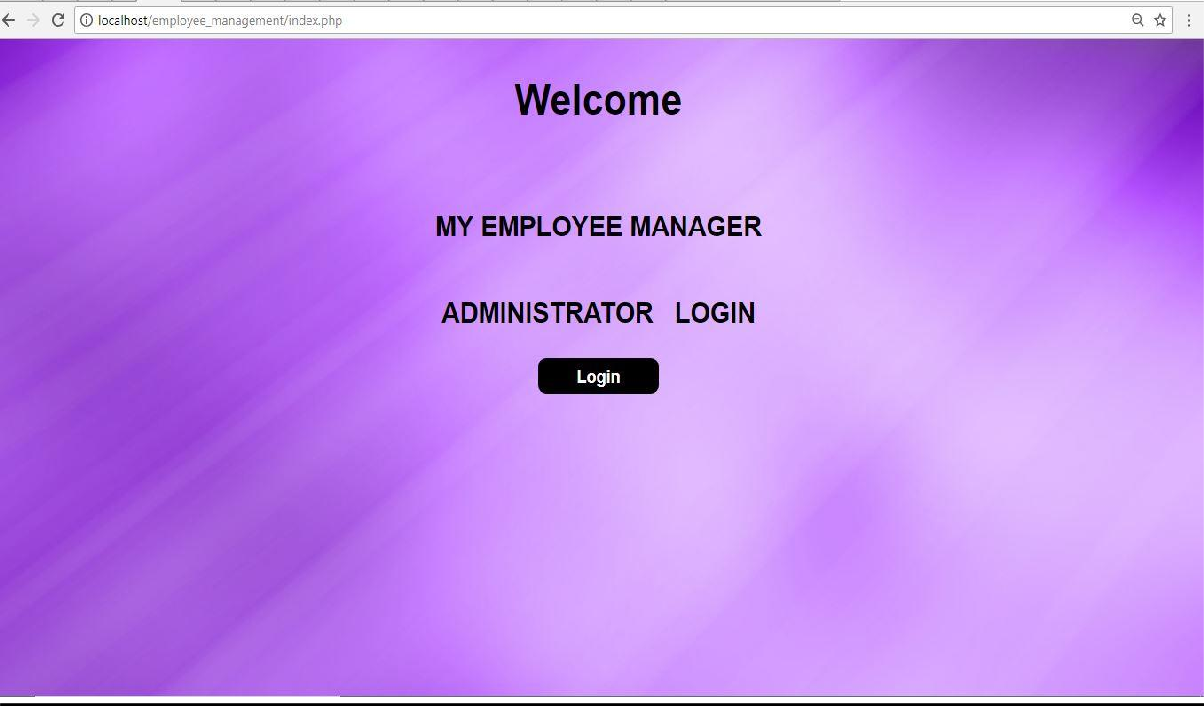 localhost/employee_management/index.php
Welcome
MY EMPLOYEE MANAGER
ADMINISTRATOR LOGIN
Login